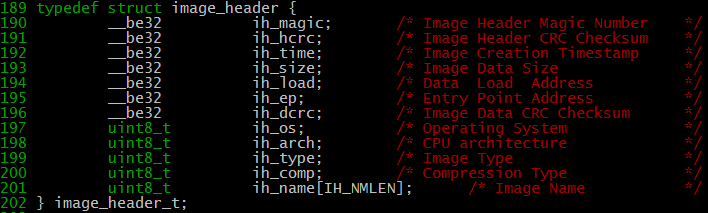 189 typedef struct image_header {
190 __be32 ih_magic; /* Image Header Magic Number */
191 __be32 ih_hcrc; /* Image Header CRC Checksum */
192 __be32 ih_time; /* Image Creation Timestamp */
193 __be32 ih_size; /* Image Data Size */
194 __be32 ih_load; /* Data Load Address */
195 __be32 ih_ep; /* Entry Point Address */
196 __be32 ih_dcrc; /* Image Data CRC Checksum */
197 uint8_t ih_os; /* Operating System */
198 uint8_t ih_arch; /* CPU architecture */
199 uint8_t ih_type; /* Image Type */
200 uint8_t ih_comp; /* Compression Type */
201 uint8_t ih_name[IH_NMLEN]; /* Image Name */
202 } image_header_t;